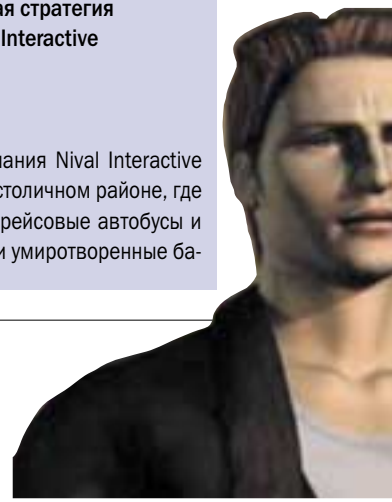 ая стратегия
Interactive
ания Nival Interactive
столичном районе, где
рейсовые автобусы и
и умиротворенные ба-